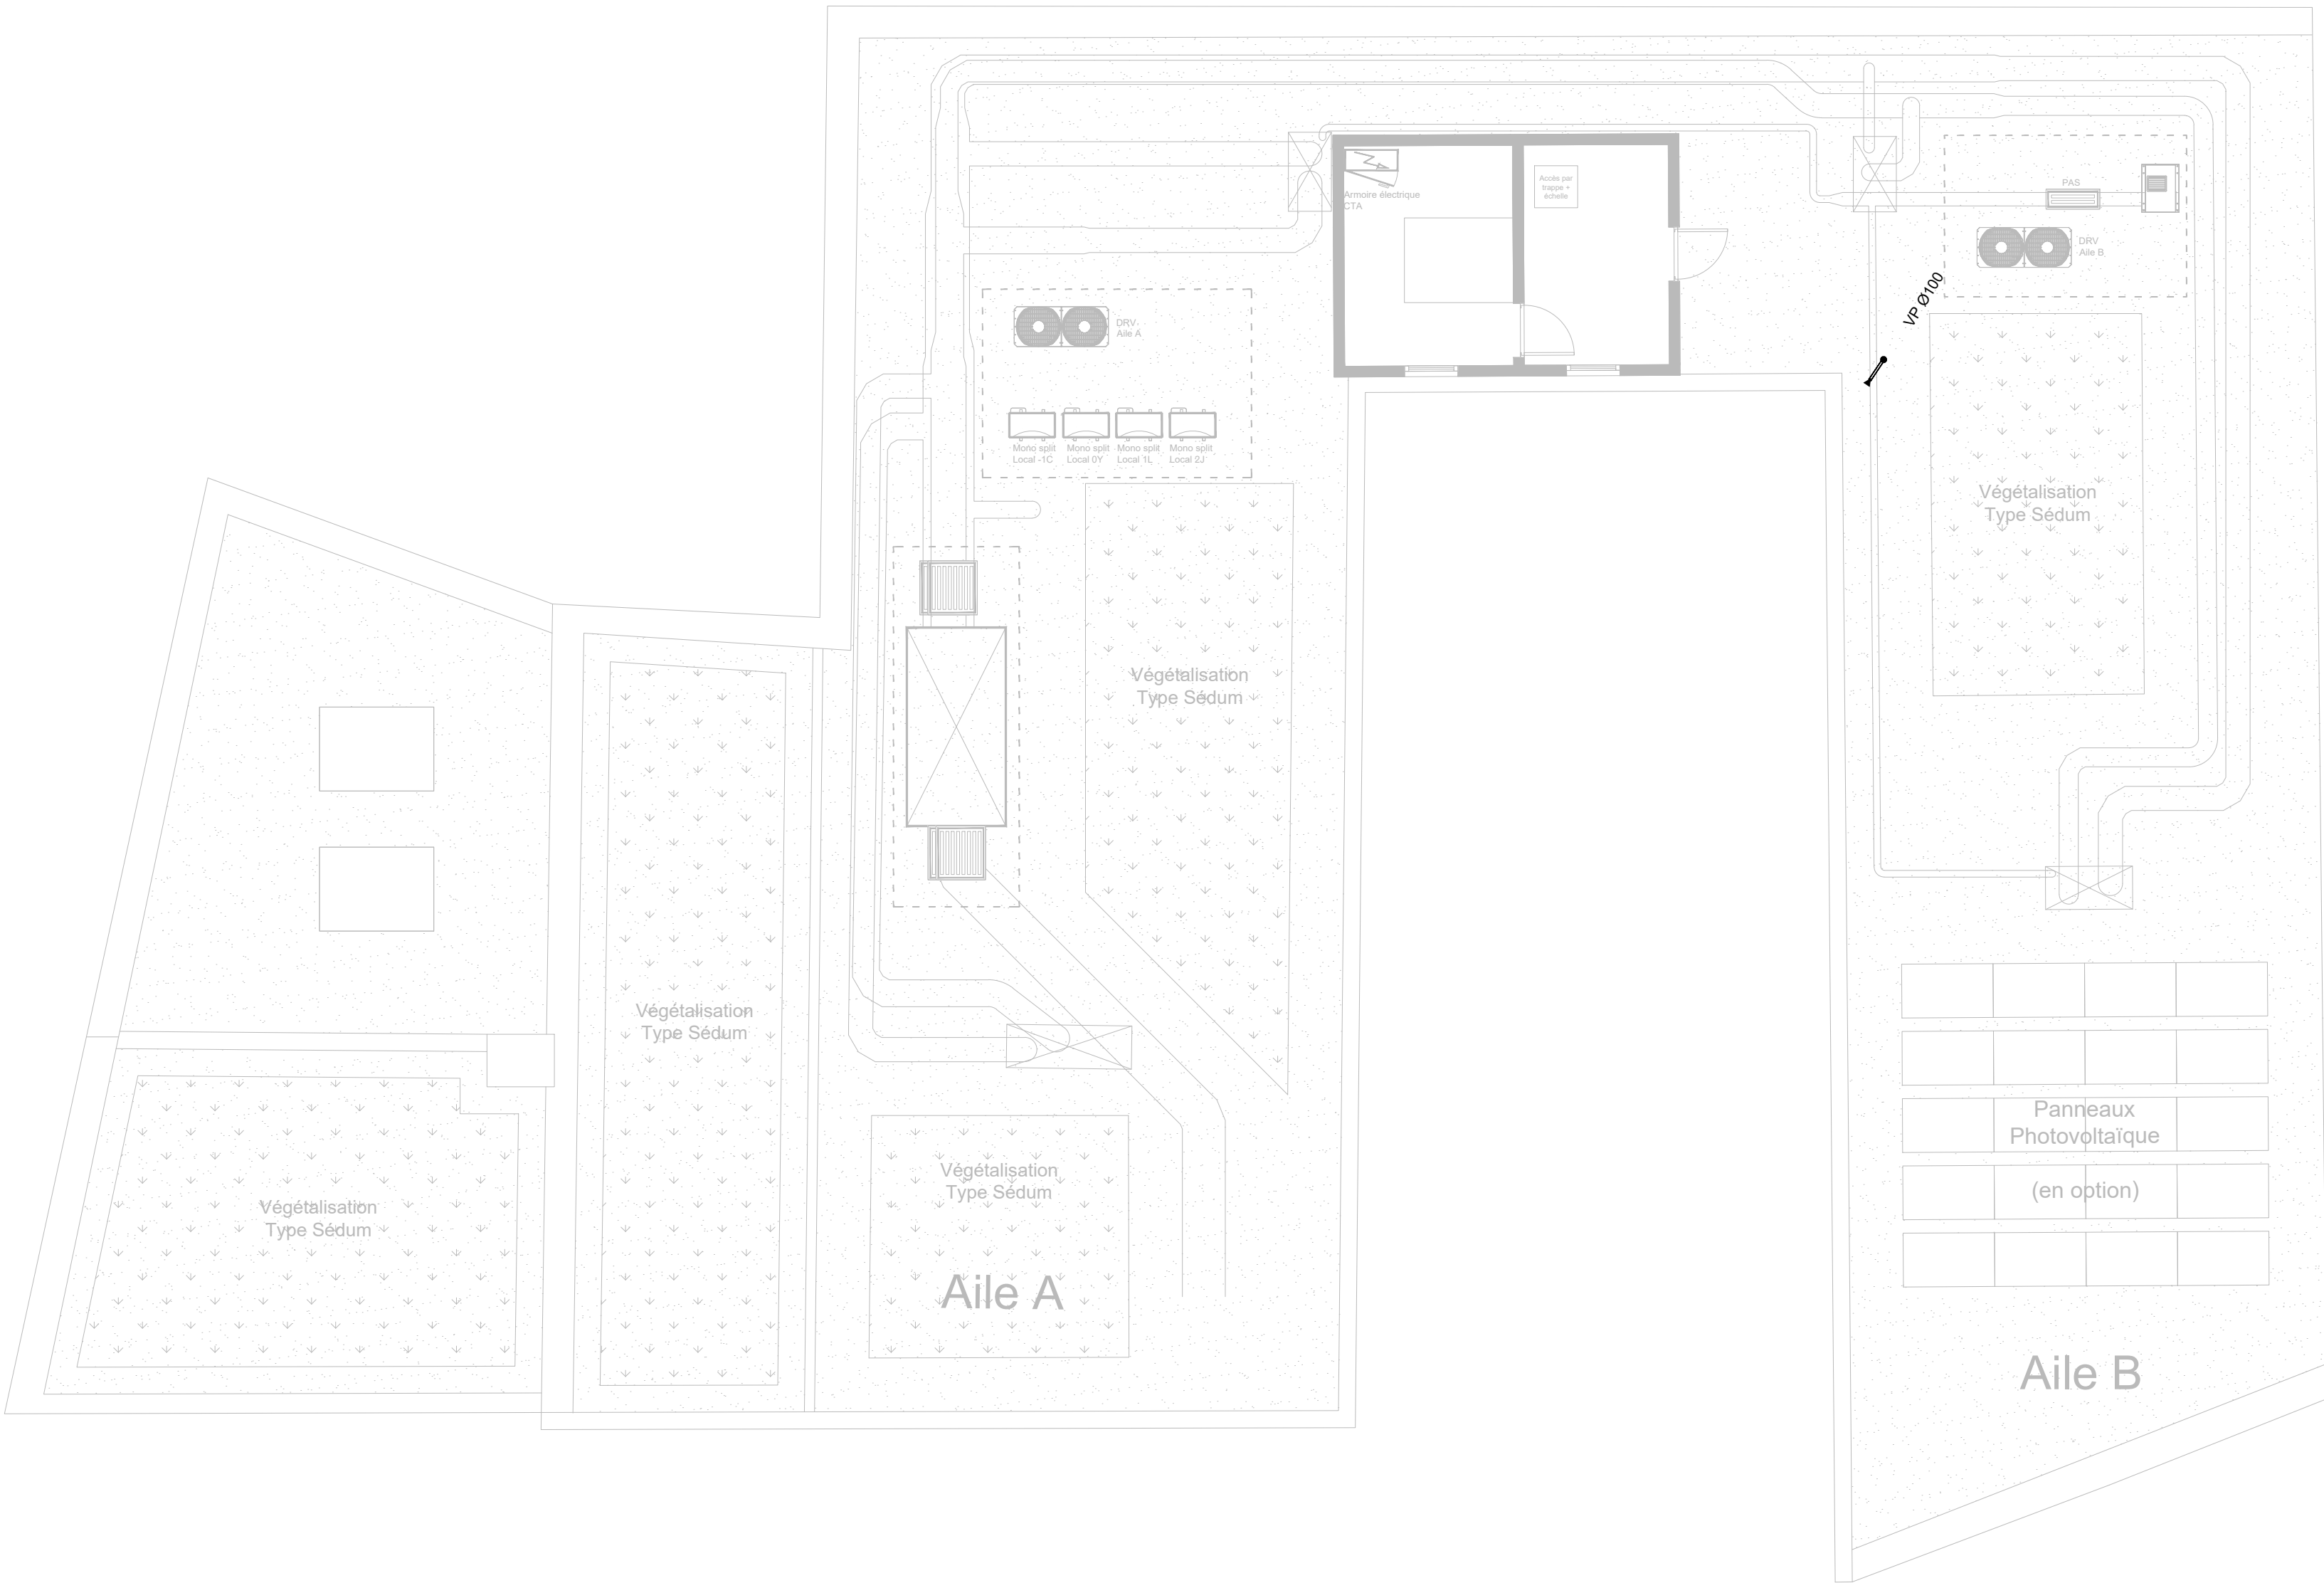 Accès par
trappe +
échelle
Armoire électrique
CTA
PAS
DRV
Aile B
VP Ø100
DRV
Aile A
Mono split
Local -1C
Mono split
Local 0Y
Mono split
Local 1L
Mono split
Local 2J
Végétalisation
Type Sédum
Végétalisation
Type Sédum
Végétalisation
Type Sédum
Panneaux
Photovoltaïque
(en option)
Végétalisation
Type Sédum
Végétalisation
Type Sédum
Aile A
Aile B